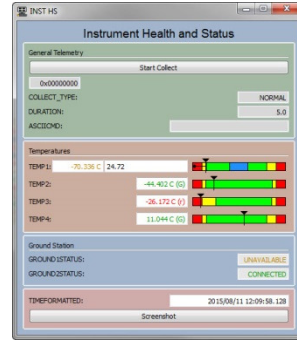 INST HS
Instrument Health and Status
General Telemetry
Start Collect
0x00000000
COLLECT_TYPE: NORMAL
DURATION: 5.0
ASCIICMD:
Temperatures
TEMP1: -70.336 C 24.72
TEMP2: -44.402 C (G)
TEMP3: -26.172 C (r)
TEMP4: 11.044 C (G)
Ground Station
GROUND1STATUS: UNAVAILABLE
GROUND2STATUS: CONNECTED
TIMEFORMATTED: 2015/08/11 12:09:58.128
Screenshot